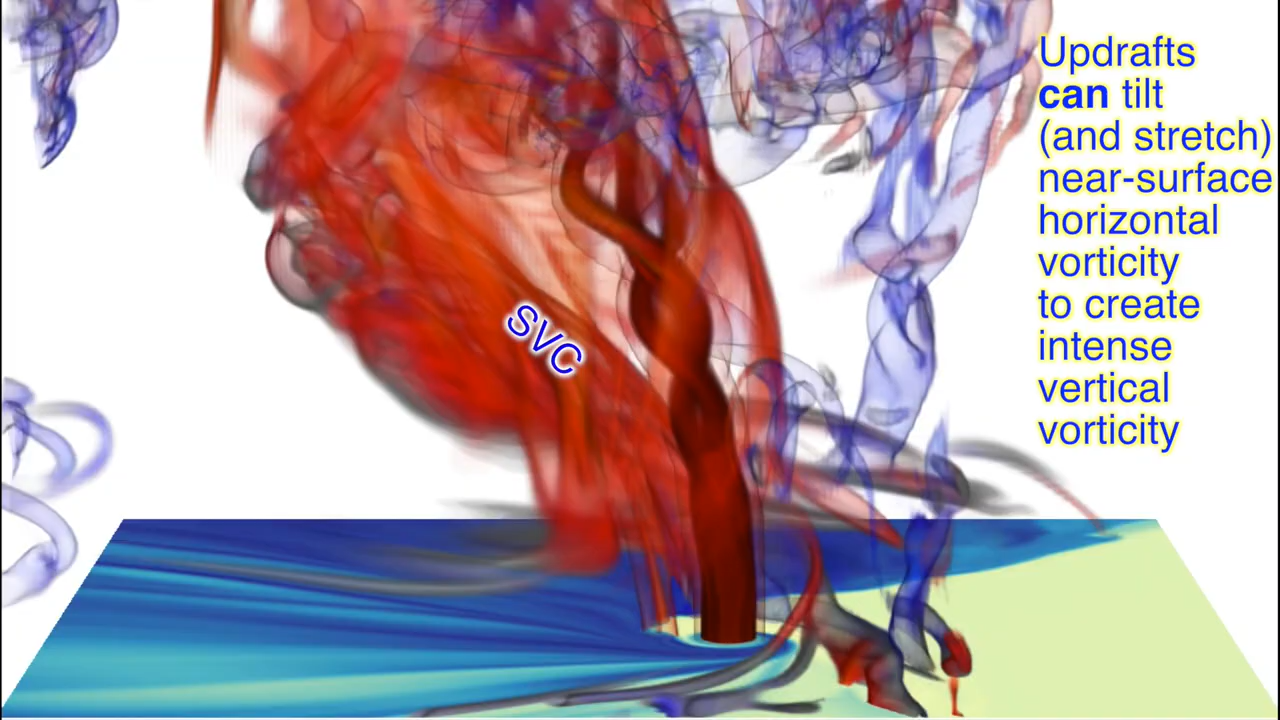 Updrafts
can tilt
(and stretch)
near-surface
horizontal
vorticity
to create
intense
vertical
vorticity
SVC